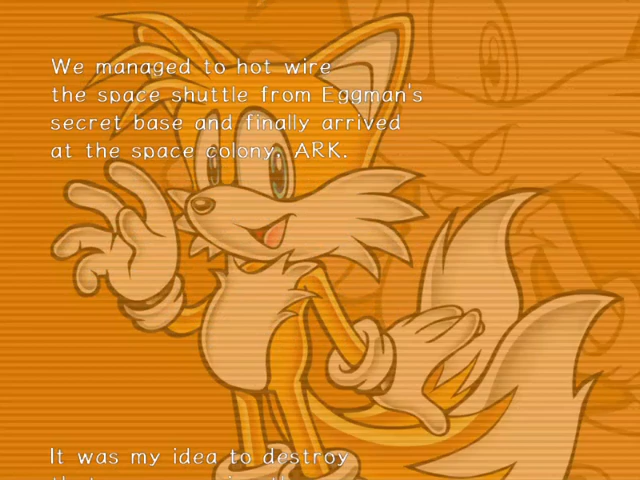 We managed to hot wire
the space shuttle from Eggman's
secret base and finally arrived
at the space colony, ARK.
It was my idea to destroy